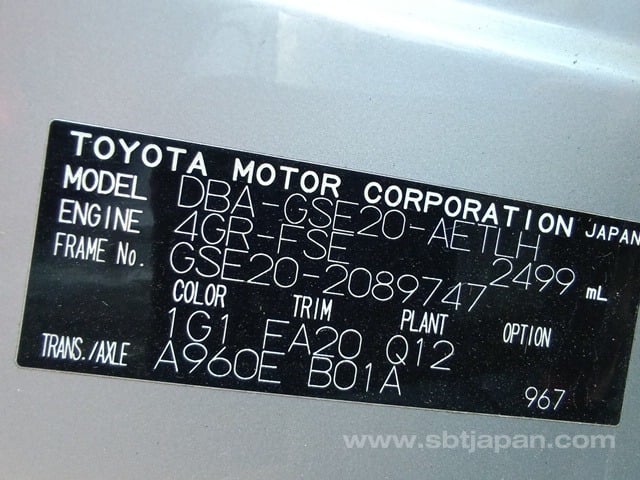 TOYOTA MOTOR CORPORATION JAPAN
MODEL DBA-GSE20-AETLH
ENGINE 4GR-FSE 2499 mL
FRAME No. GSE20-2089747
COLOR TRIM PLANT OPTION
1G1 FA20 Q12
TRANS./AXLE A960E B01A 967
www.sbtjapan.com